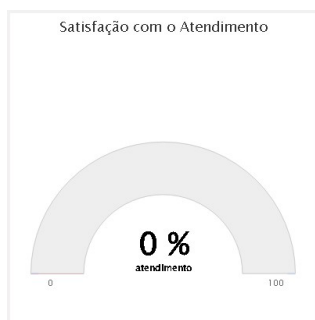 Satisfação com o Atendimento
0 %
atendimento
0
100